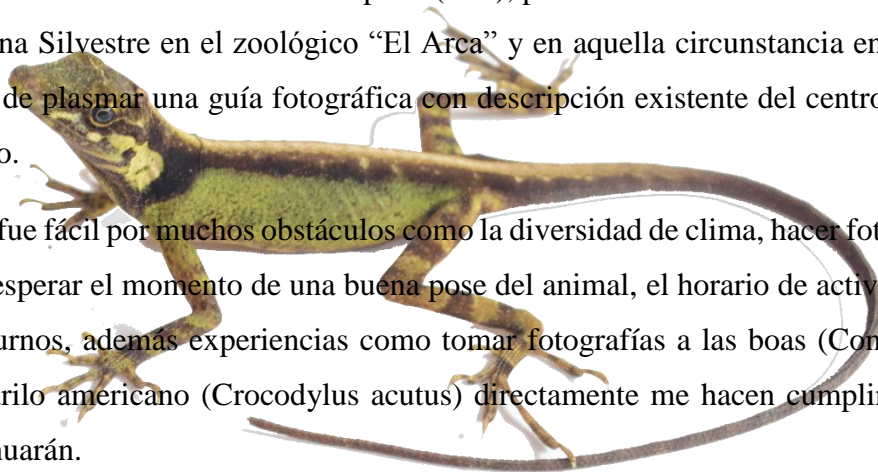 na Silvestre en el zoológico “El Arca” y en aquella circunstancia en
de plasmar una guía fotográfica con descripción existente del centro
o.
fue fácil por muchos obstáculos como la diversidad de clima, hacer fot
esperar el momento de una buena pose del animal, el horario de activ
urnos, además experiencias como tomar fotografías a las boas (Con
rilo americano (Crocodylus acutus) directamente me hacen cumplir
nuarán.